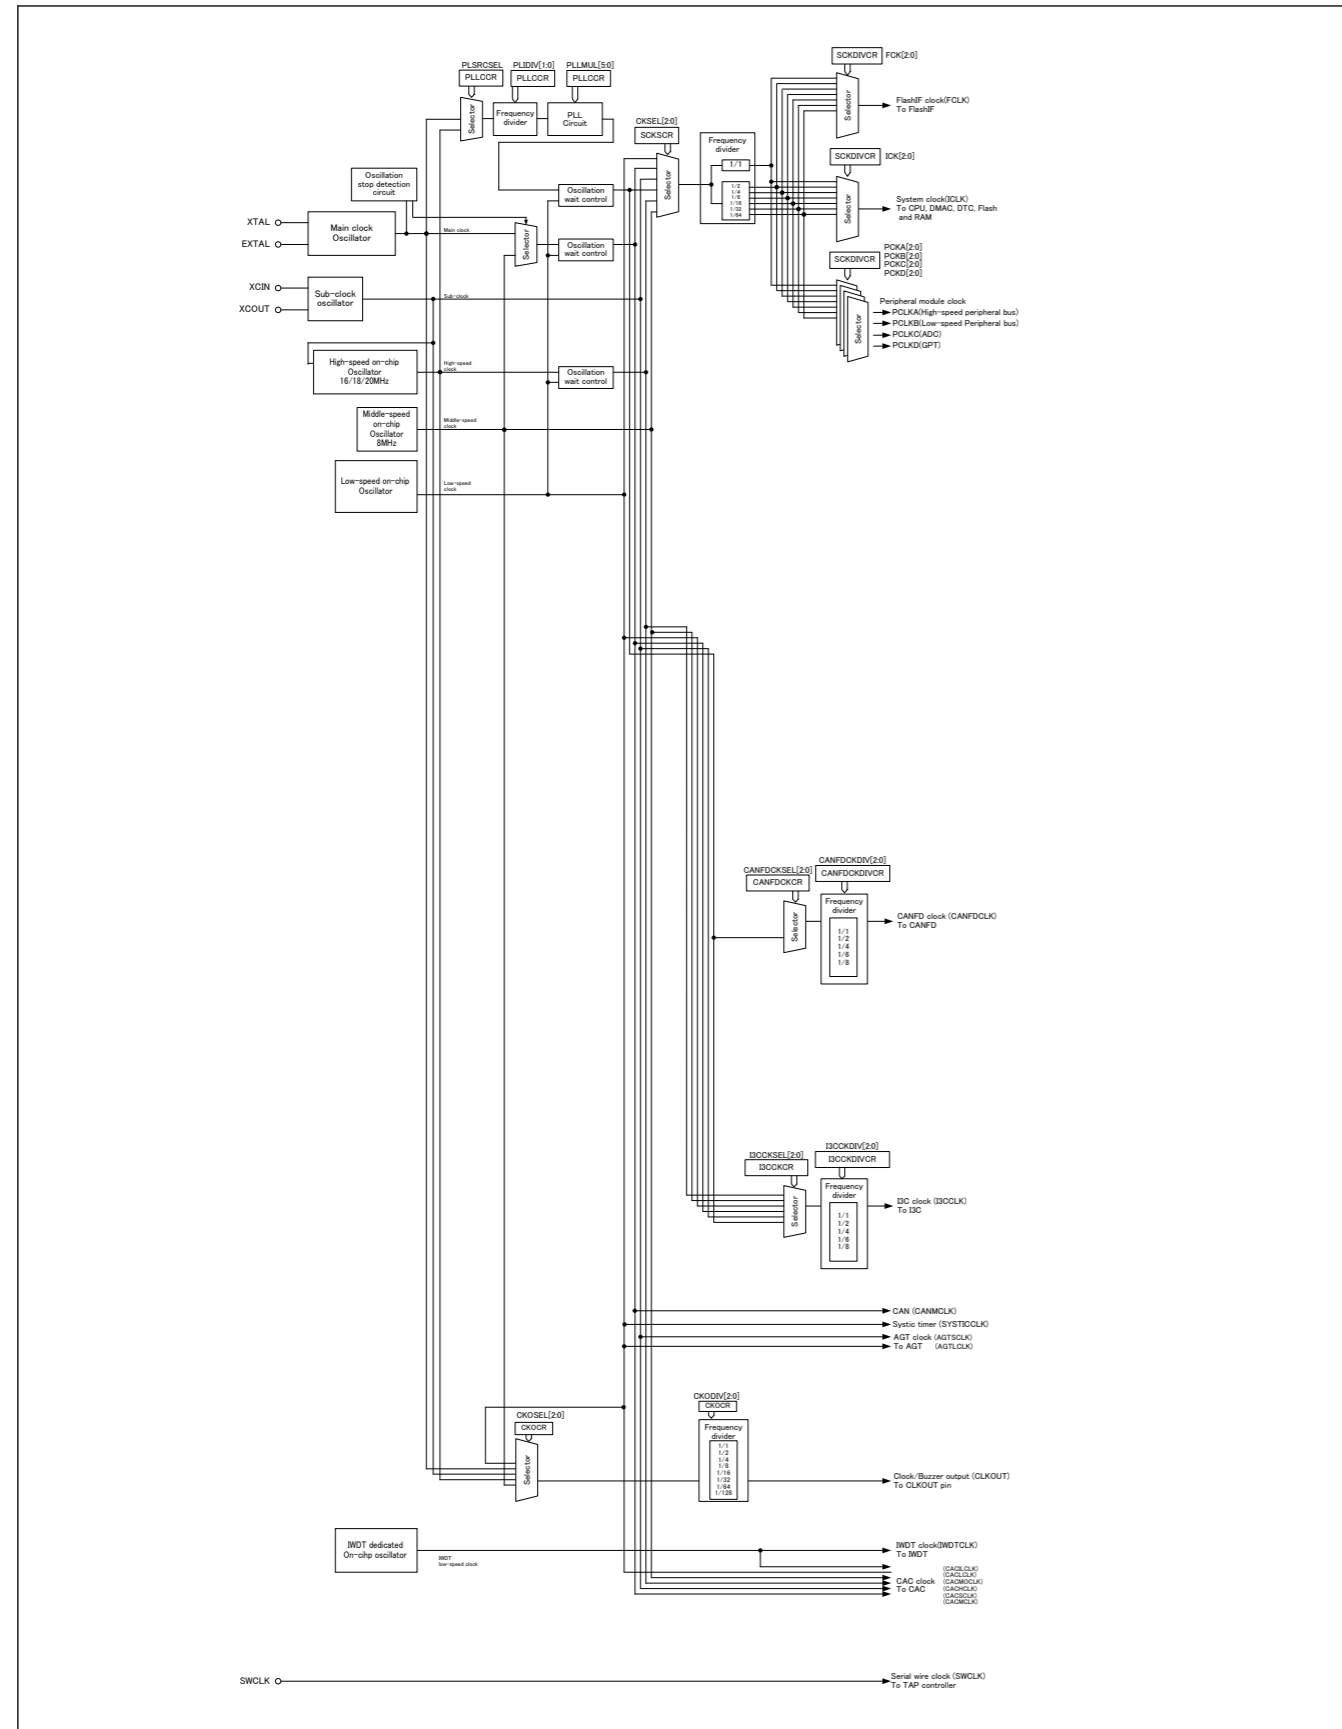 PLSRCSEL
PLLCCR
PLIDIV[1:0]
PLLCCR
PLLMUL[5:0]
PLLCCR
Selector
Frequency
divider
PLL
Circuit
CKSEL[2:0]
SCKSCR
Selector
Frequency
divider
1/1
1/2
1/4
1/8
1/16
1/32
1/64
SCKDIVCR
FCK[2:0]
Selector
FlashIF clock(FCLK)
To FlashIF
SCKDIVCR
ICK[2:0]
Selector
System clock(ICLK)
To CPU, DMAC, DTC, Flash
and RAM
SCKDIVCR
PCKA[2:0]
PCKB[2:0]
PCKC[2:0]
PCKD[2:0]
Selector
Peripheral module clock
PCLKA(High-speed peripheral bus)
PCLKB(Low-speed Peripheral bus)
PCLKC(ADC)
PCLKD(GPT)
Oscillation
stop detection
circuit
XTAL
EXTAL
Main clock
Oscillator
Main clock
Selector
Oscillation
wait control
Oscillation
wait control
XCIN
XCOUT
Sub-clock
oscillator
Sub-clock
High-speed on-chip
Oscillator
16/18/20MHz
High-speed
clock
Oscillation
wait control
Middle-speed
on-chip
Oscillator
8MHz
Middle-speed
clock
Low-speed on-chip
Oscillator
Low-speed
clock
CANFDCKSEL[2:0]
CANFDCKCR
CANFDCKDIV[2:0]
CANFDCKDIVCR
Selector
Frequency
divider
1/1
1/2
1/4
1/6
1/8
CANFD clock (CANFDCLK)
To CANFD
I3CCKSEL[2:0]
I3CCKCR
I3CCKDIV[2:0]
I3CCKDIVCR
Selector
Frequency
divider
1/1
1/2
1/4
1/6
1/8
I3C clock (I3CCLK)
To I3C
CAN (CANMCLK)
Systic timer (SYSTICCLK)
AGT clock (AGTSCLK)
To AGT (AGTLCLK)
CKOSEL[2:0]
CKOCR
Selector
CKODIV[2:0]
CKOCR
Frequency
divider
1/1
1/2
1/4
1/8
1/16
1/32
1/64
1/128
Clock/Buzzer output (CLKOUT)
To CLKOUT pin
IWDT dedicated
On-cihp oscillator
IWDT
low-speed clock
IWDT clock(IWDTCLK)
To IWDT
CAC clock
To CAC
(CACILCLK)
(CACLCLK)
(CACMOCLK)
(CACHCLK)
(CACSCLK)
(CACMCLK)
SWCLK
Serial wire clock (SWCLK)
To TAP controller